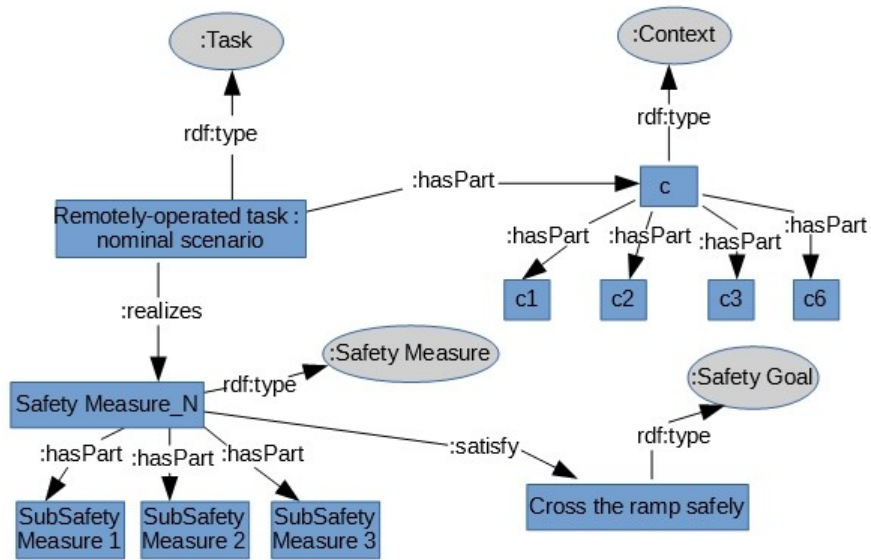 :Task
:Context
rdf:type
rdf:type
:hasPart
c
Remotely-operated task :
nominal scenario
:hasPart
:hasPart
:hasPart
:hasPart
c1
c2
c3
c6
:realizes
:Safety Measure
rdf:type
:Safety Goal
Safety Measure_N
rdf:type
:satisfy
:hasPart
:hasPart
:hasPart
Cross the ramp safely
SubSafety
Measure 1
SubSafety
Measure 2
SubSafety
Measure 3